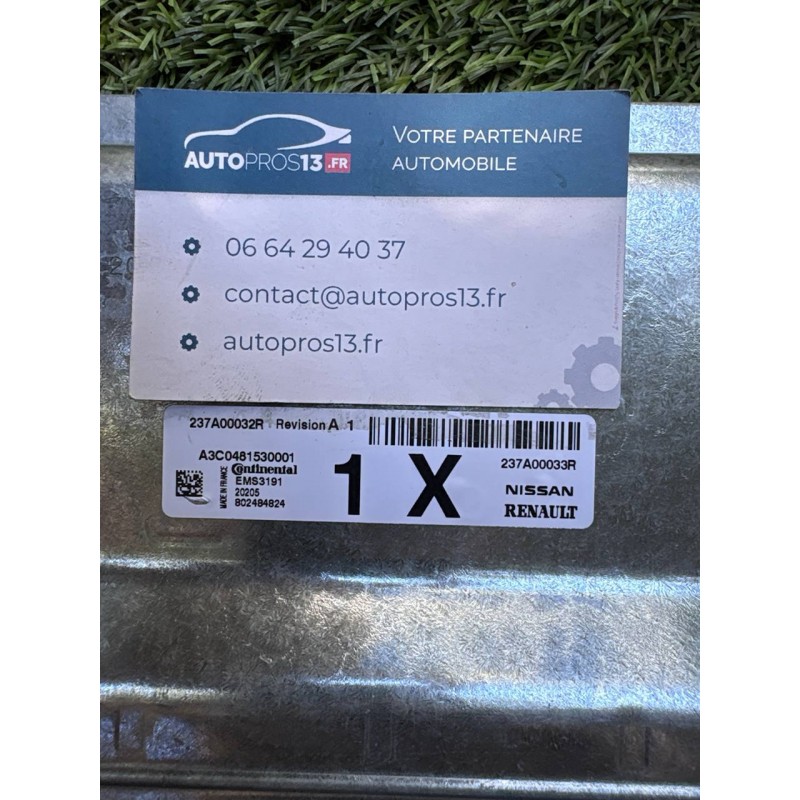 AUTOPROS13.FR
VOTRE PARTENAIRE
AUTOMOBILE
06 64 29 40 37
contact@autopros13.fr
autopros13.fr
237A00032R Revision A 1
A3C0481530001
Continental
EMS3191
20205
802484824
MADE IN FRANCE
1 X
237A00033R
NISSAN
RENAULT